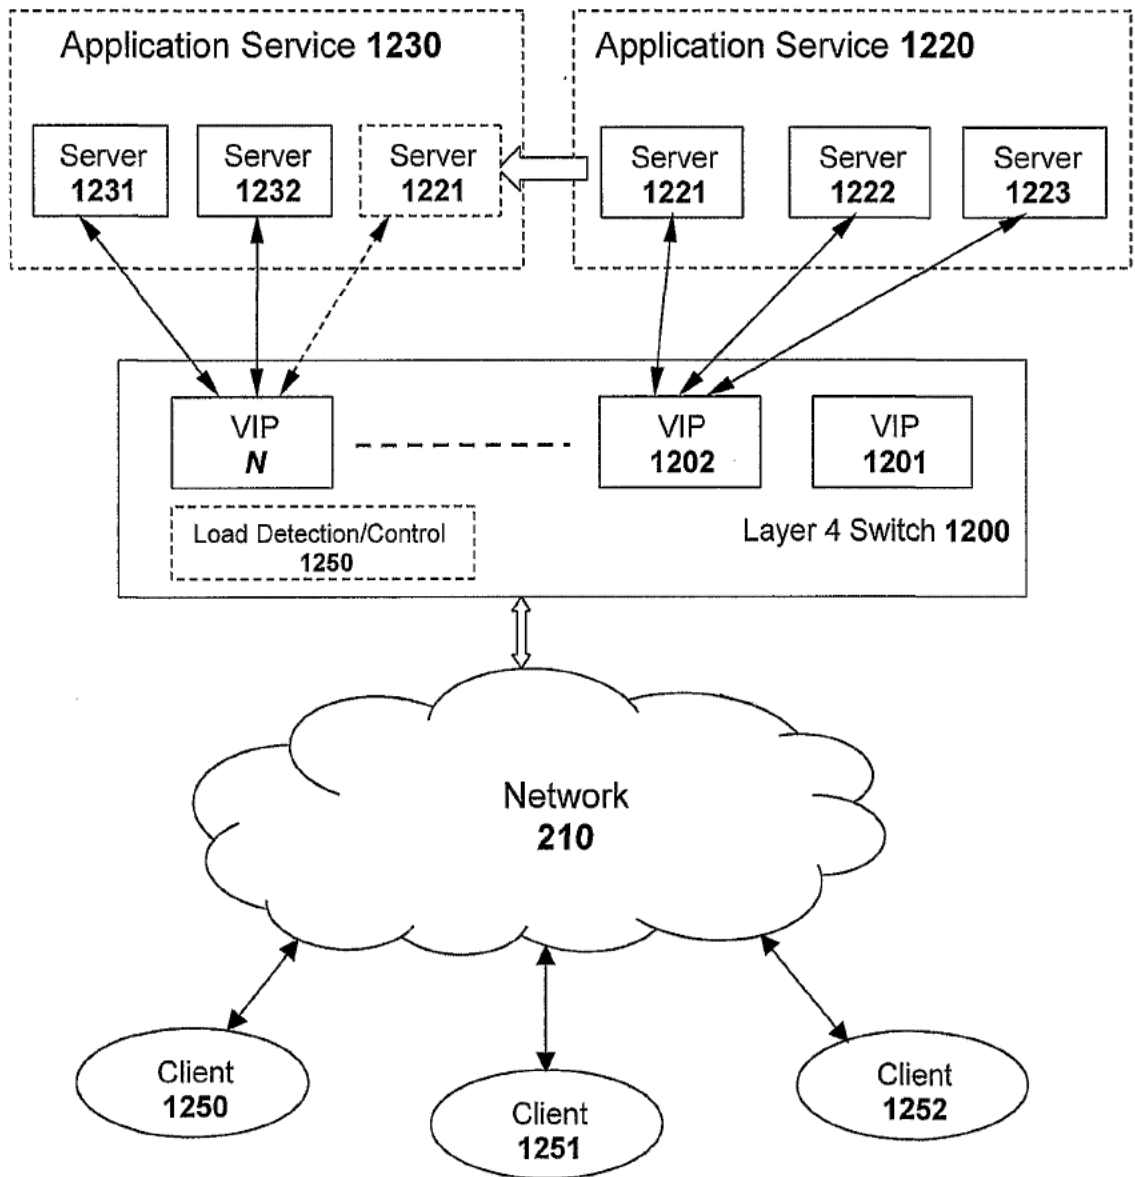 Application Service 1230
Application Service 1220
Server
1231
Server
1232
Server
1221
Server
1221
Server
1222
Server
1223
VIP
N
VIP
1202
VIP
1201
Load Detection/Control
1250
Layer 4 Switch 1200
Network
210
Client
1250
Client
1251
Client
1252